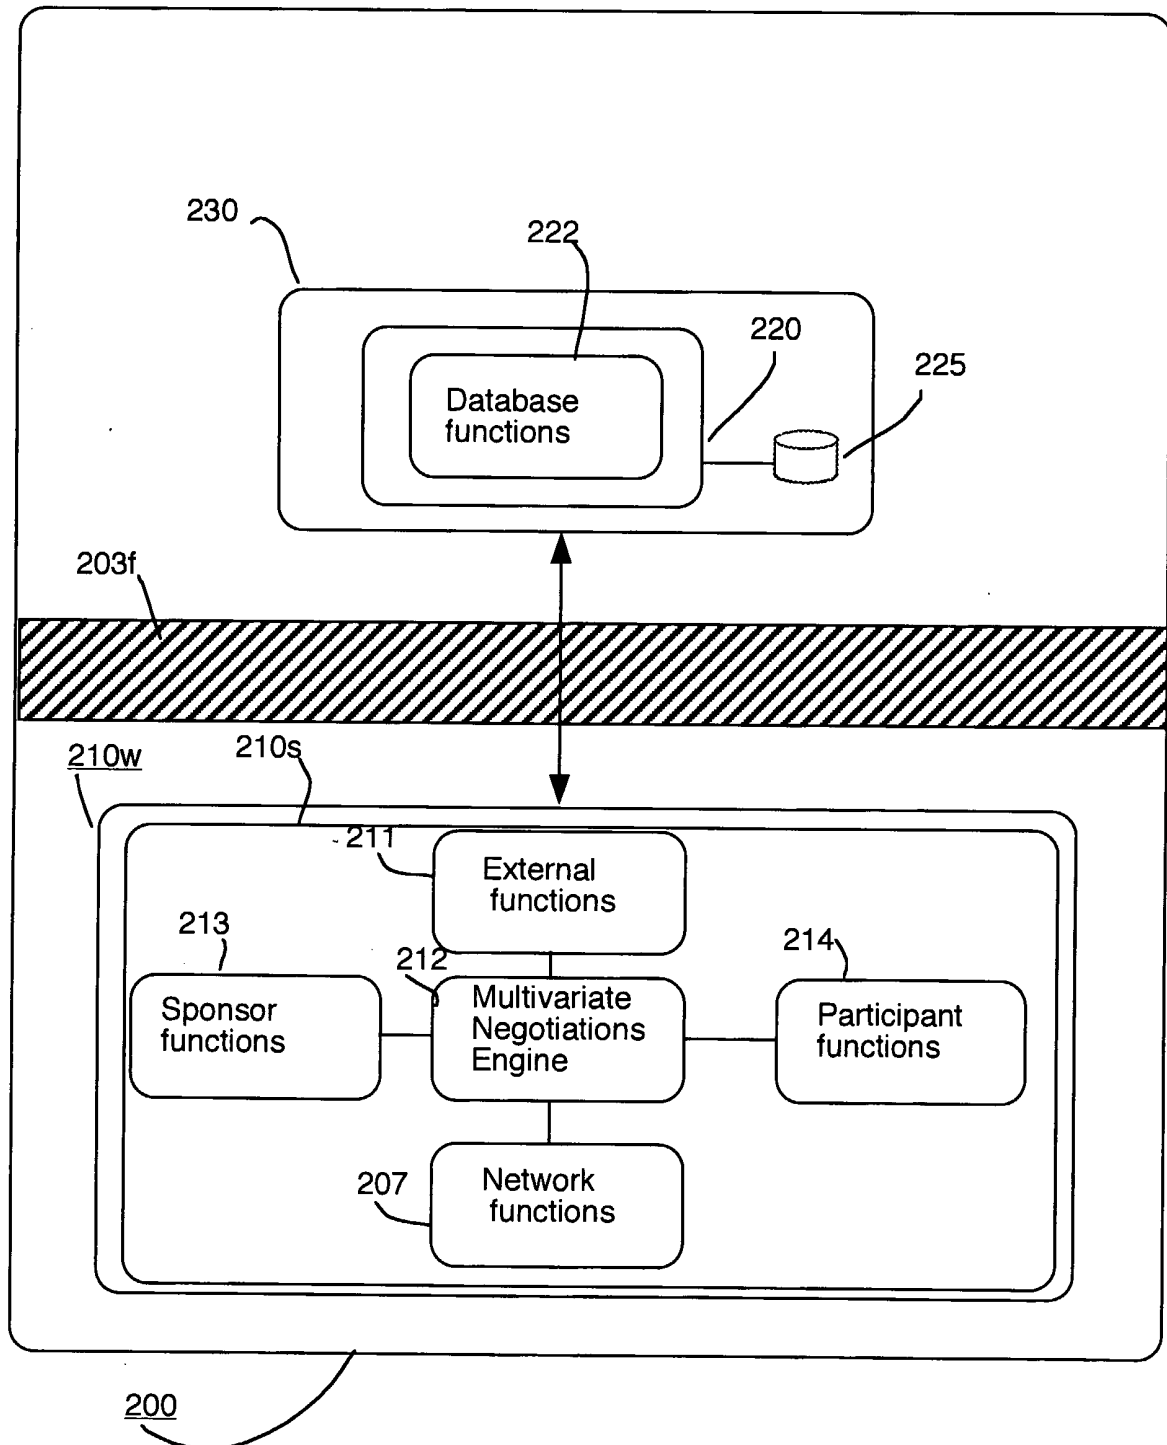 230
222
220
225
Database
functions
203f
210w
210s
211
External
functions
213
212
214
Sponsor
functions
Multivariate
Negotiations
Engine
Participant
functions
207
Network
functions
200